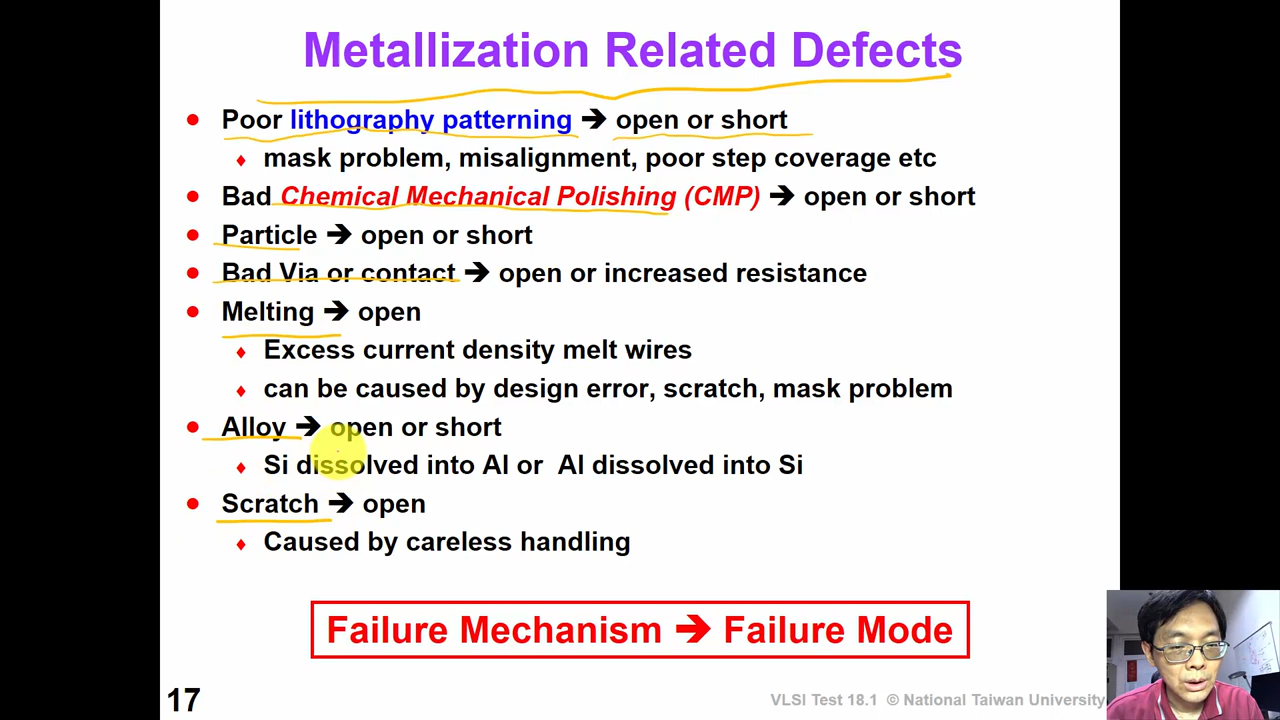 Metallization Related Defects
● Poor lithography patterning ➔ open or short
♦ mask problem, misalignment, poor step coverage etc
● Bad Chemical Mechanical Polishing (CMP) ➔ open or short
● Particle ➔ open or short
● Bad Via or contact ➔ open or increased resistance
● Melting ➔ open
♦ Excess current density melt wires
♦ can be caused by design error, scratch, mask problem
● Alloy ➔ open or short
♦ Si dissolved into Al or  Al dissolved into Si
● Scratch ➔ open
♦ Caused by careless handling
Failure Mechanism ➔ Failure Mode
17
VLSI Test 18.1 © National Taiwan University